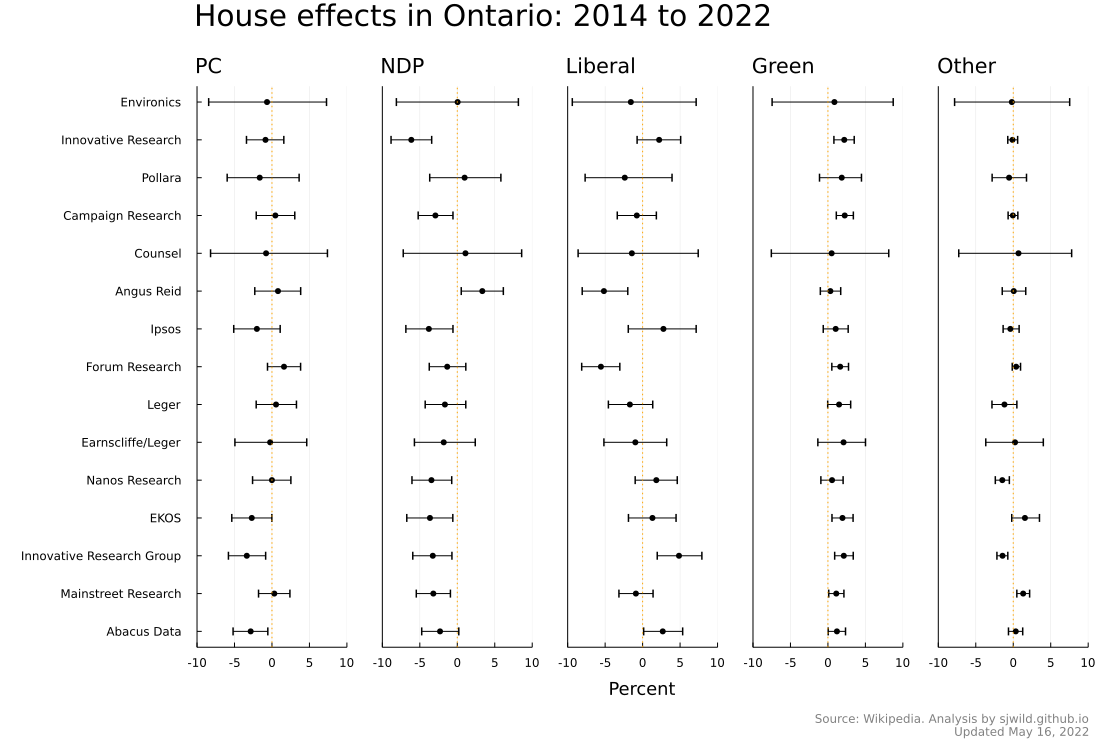 House effects in Ontario: 2014 to 2022
PC NDP Liberal Green Other
Environics
Innovative Research
Pollara
Campaign Research
Counsel
Angus Reid
Ipsos
Forum Research
Leger
Earnscliffe/Leger
Nanos Research
EKOS
Innovative Research Group
Mainstreet Research
Abacus Data
-10 -5 0 5 10 -10 -5 0 5 10 -10 -5 0 5 10 -10 -5 0 5 10 -10 -5 0 5 10
Percent
Source: Wikipedia. Analysis by sjwild.github.io
Updated May 16, 2022